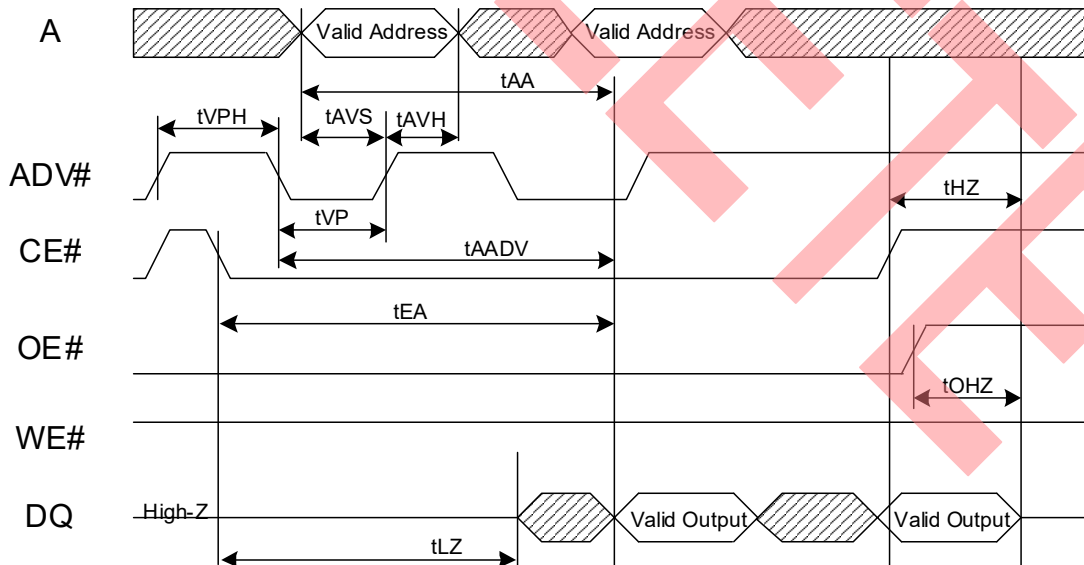 A
Valid Address
Valid Address
tAA
tVPH
tAVS
tAVH
ADV#
tHZ
tVP
CE#
tAADV
tEA
OE#
tOHZ
WE#
DQ
High-Z
Valid Output
Valid Output
tLZ